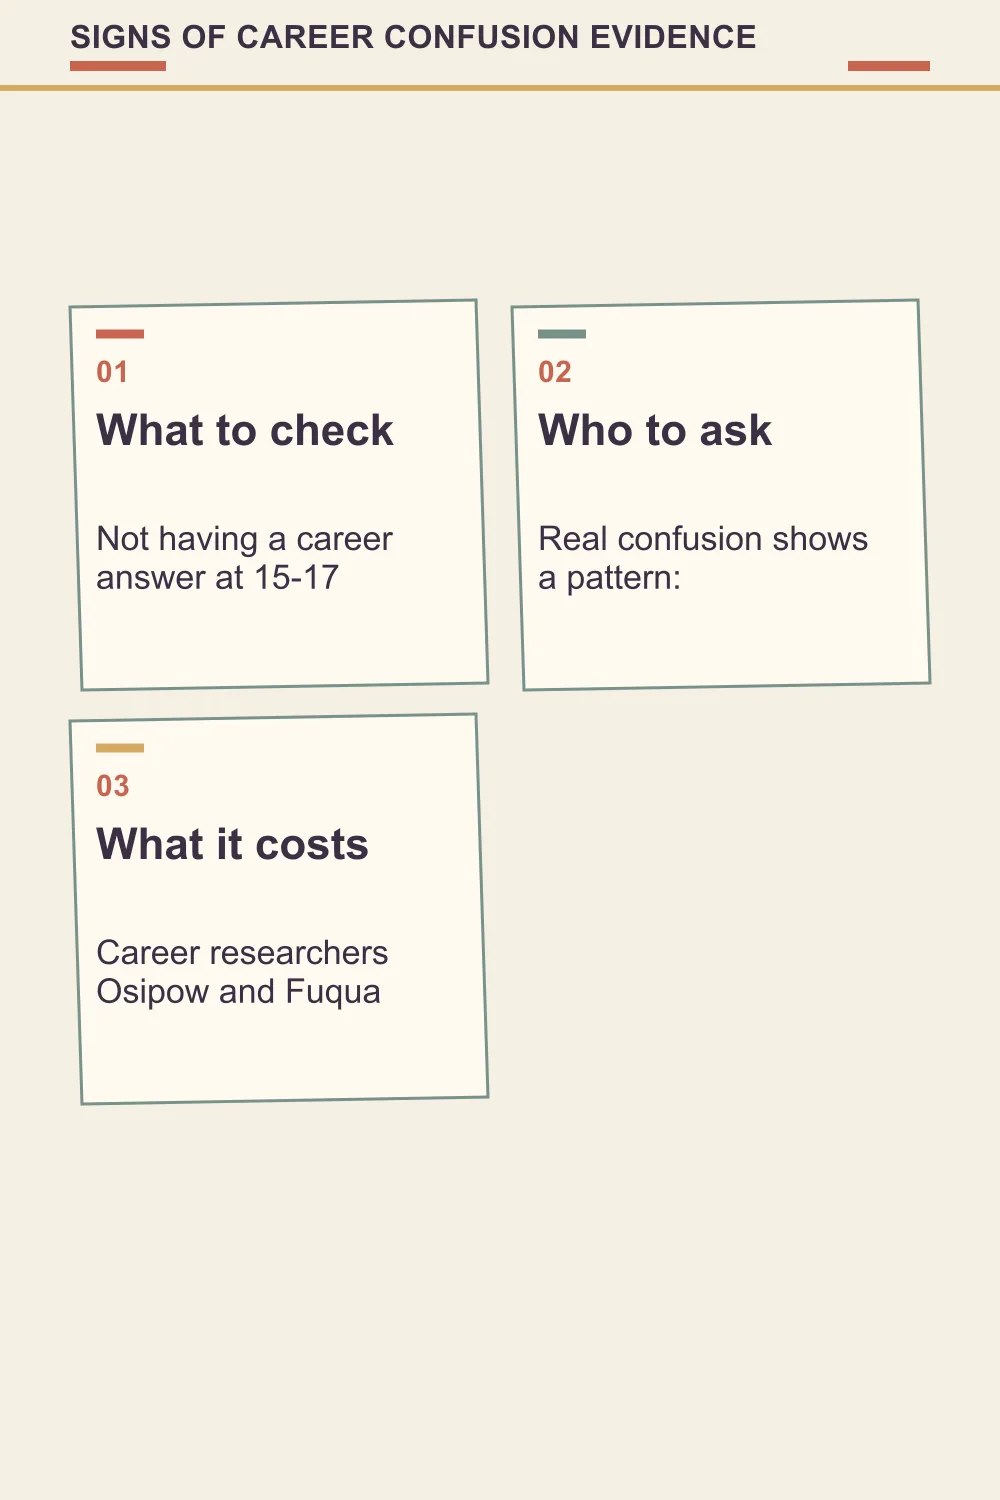 SIGNS OF CAREER CONFUSION EVIDENCE
01
What to check
Not having a career
answer at 15-17
02
Who to ask
Real confusion shows
a pattern:
03
What it costs
Career researchers
Osipow and Fuqua